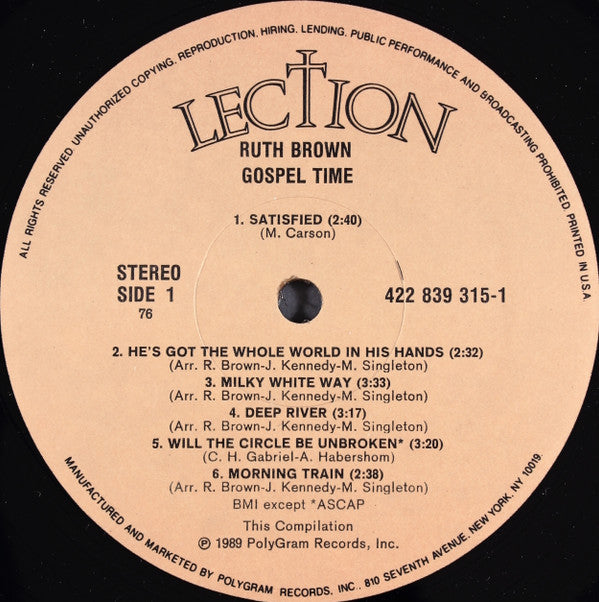 ALL RIGHTS RESERVED. UNAUTHORIZED COPYING, REPRODUCTION, HIRING, LENDING, PUBLIC PERFORMANCE AND BROADCASTING PROHIBITED. PRINTED IN U.S.A.
LECTION
RUTH BROWN
GOSPEL TIME
1. SATISFIED (2:40)
(M. Carson)
STEREO
SIDE 1
76
422 839 315-1
2. HE'S GOT THE WHOLE WORLD IN HIS HANDS (2:32)
(Arr. R. Brown-J. Kennedy-M. Singleton)
3. MILKY WHITE WAY (3:33)
(Arr. R. Brown-J. Kennedy-M. Singleton)
4. DEEP RIVER (3:17)
(Arr. R. Brown-J. Kennedy-M. Singleton)
5. WILL THE CIRCLE BE UNBROKEN* (3:20)
(C. H. Gabriel-A. Habershom)
6. MORNING TRAIN (2:38)
(Arr. R. Brown-J. Kennedy-M. Singleton)
BMI except *ASCAP
This Compilation
℗ 1989 PolyGram Records, Inc.
MANUFACTURED AND MARKETED BY POLYGRAM RECORDS, INC., 810 SEVENTH AVENUE, NEW YORK, NY 10019